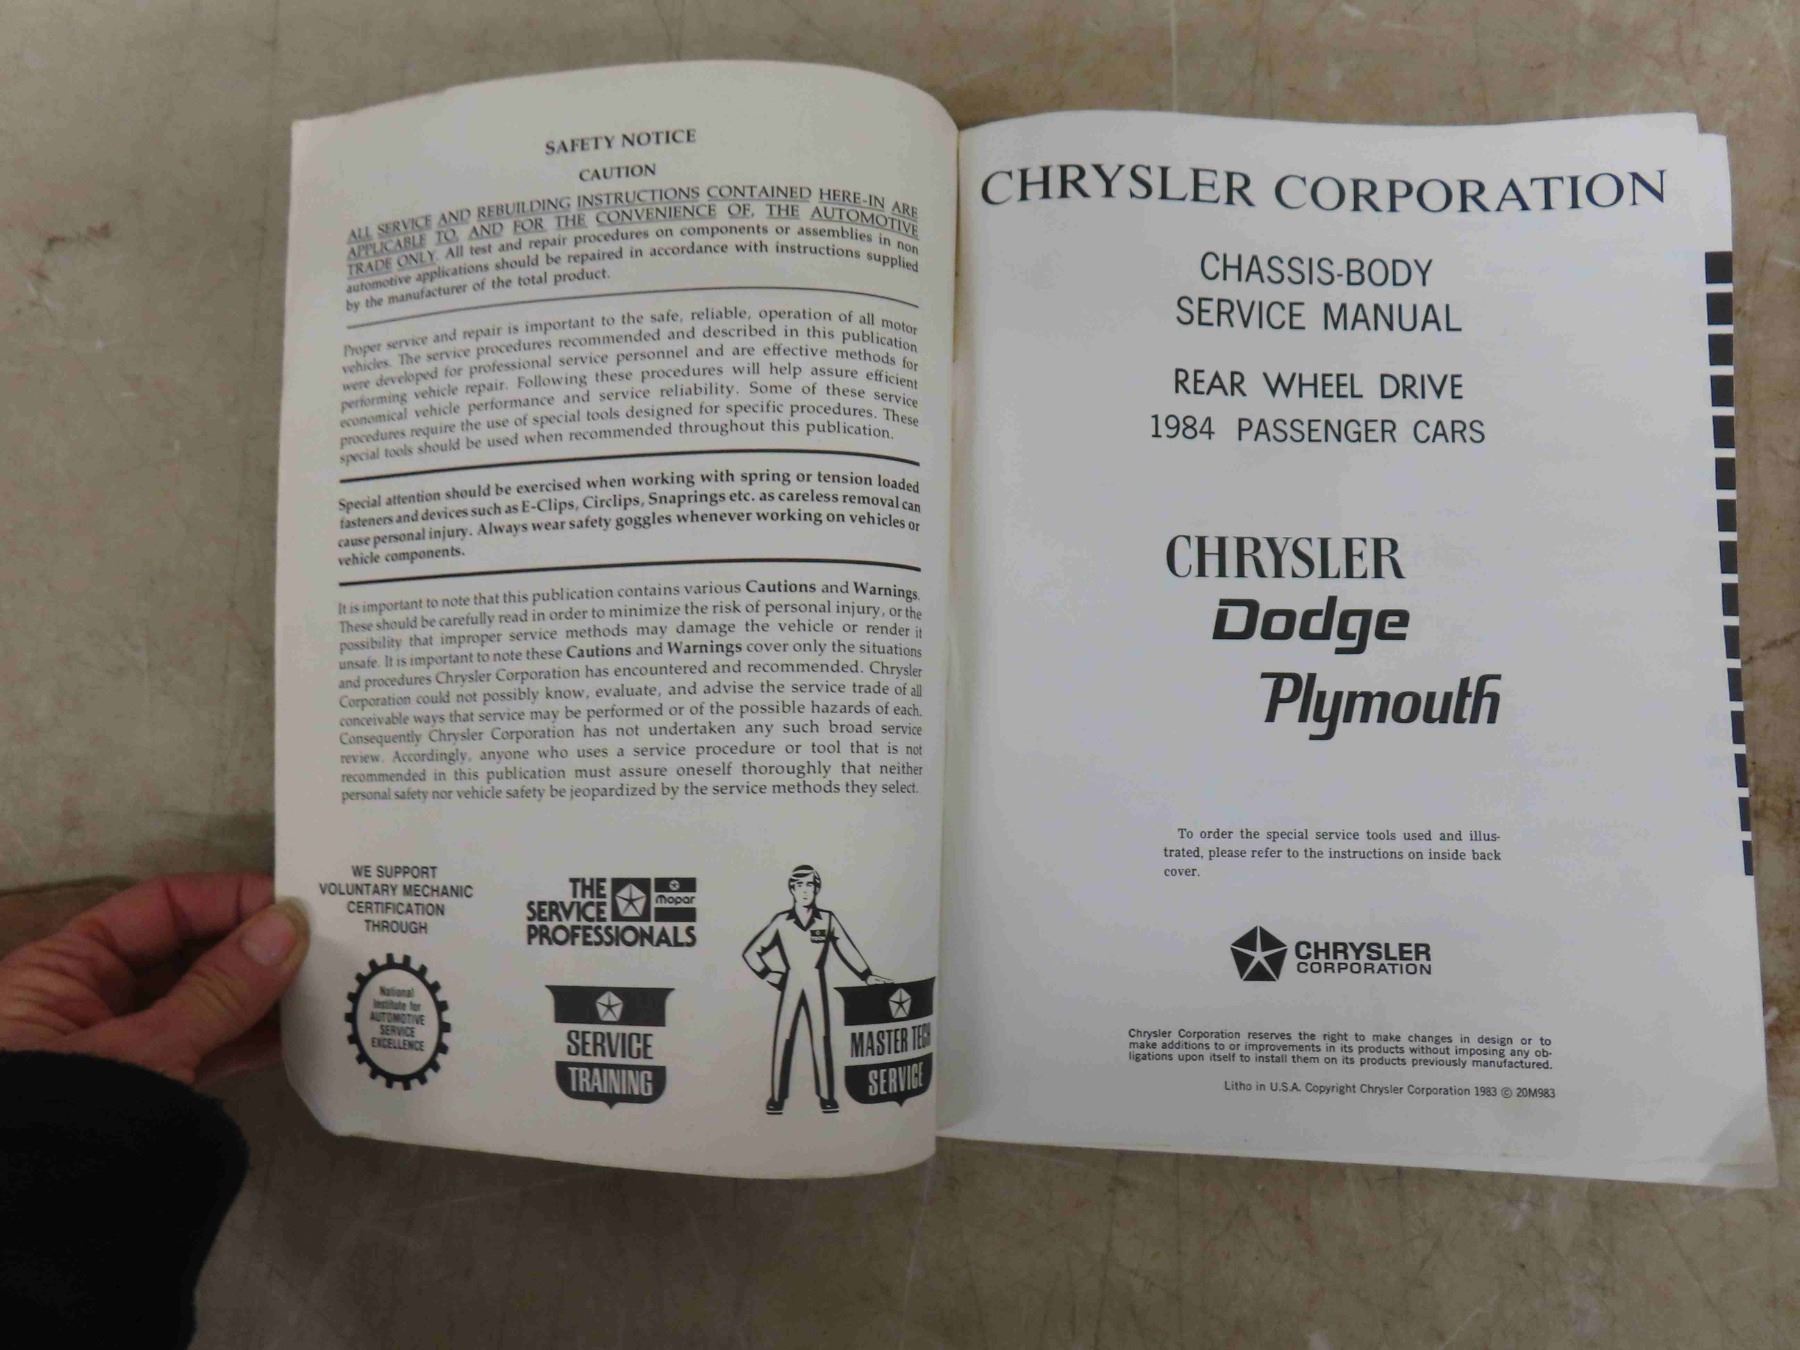 SAFETY NOTICE
CAUTION
ALL SERVICE AND REBUILDING INSTRUCTIONS CONTAINED HERE-IN ARE
APPLICABLE TO, AND FOR THE CONVENIENCE OF, THE AUTOMOTIVE
TRADE ONLY. All test and repair procedures on components or assemblies in non
automotive applications should be repaired in accordance with instructions supplied
by the manufacturer of the total product.
Proper service and repair is important to the safe, reliable, operation of all motor
vehicles. The service procedures recommended and described in this publication
were developed for professional service personnel and are effective methods for
performing vehicle repair. Following these procedures will help assure efficient
economical vehicle performance and service reliability. Some of these service
procedures require the use of special tools designed for specific procedures. These
special tools should be used when recommended throughout this publication.
Special attention should be exercised when working with spring or tension loaded
fasteners and devices such as E-Clips, Circlips, Snaprings etc. as careless removal can
cause personal injury. Always wear safety goggles whenever working on vehicles or
vehicle components.
It is important to note that this publication contains various Cautions and Warnings.
These should be carefully read in order to minimize the risk of personal injury, or the
possibility that improper service methods may damage the vehicle or render it
unsafe. It is important to note these Cautions and Warnings cover only the situations
and procedures Chrysler Corporation has encountered and recommended. Chrysler
Corporation could not possibly know, evaluate, and advise the service trade of all
conceivable ways that service may be performed or of the possible hazards of each.
Consequently Chrysler Corporation has not undertaken any such broad service
review. Accordingly, anyone who uses a service procedure or tool that is not
recommended in this publication must assure oneself thoroughly that neither
personal safety nor vehicle safety be jeopardized by the service methods they select.
WE SUPPORT
VOLUNTARY MECHANIC
CERTIFICATION
THROUGH
National
Institute for
AUTOMOTIVE
SERVICE
EXCELLENCE
THE
SERVICE
PROFESSIONALS
mopar
SERVICE
TRAINING
MASTER TECH
SERVICE
CHRYSLER CORPORATION
CHASSIS-BODY
SERVICE MANUAL
REAR WHEEL DRIVE
1984 PASSENGER CARS
CHRYSLER
Dodge
Plymouth
To order the special service tools used and illus-
trated, please refer to the instructions on inside back
cover.
CHRYSLER
CORPORATION
Chrysler Corporation reserves the right to make changes in design or to
make additions to or improvements in its products without imposing any ob-
ligations upon itself to install them on its products previously manufactured.
Litho in U.S.A. Copyright Chrysler Corporation 1983 © 20M983